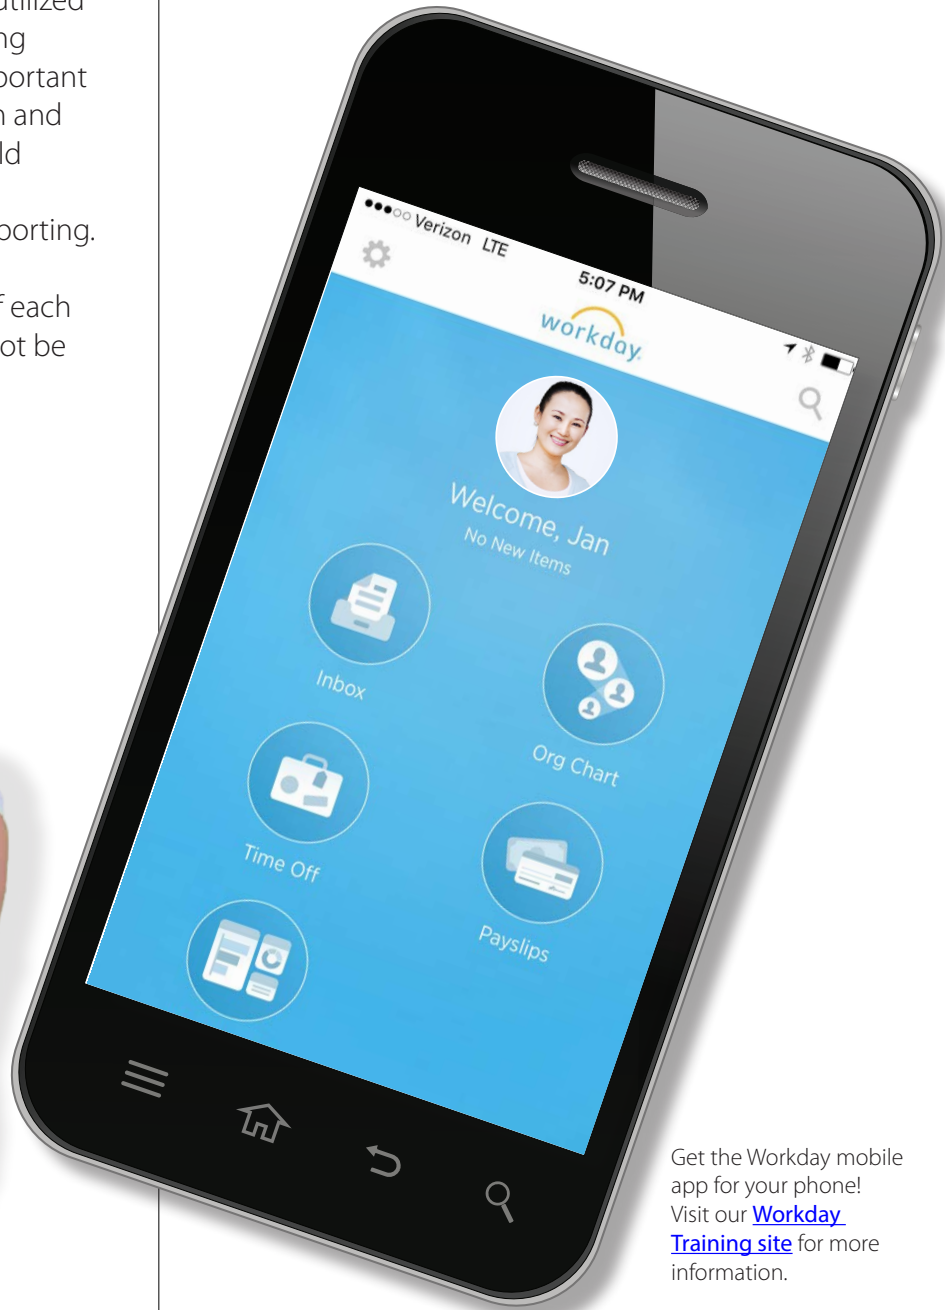 utilized
portant
n and
porting.
each
ot be
●●●○○ Verizon LTE
5:07 PM
workday.
Welcome, Jan
No New Items
Inbox
Org Chart
Time Off
Payslips
Get the Workday mobile
app for your phone!
Visit our Workday
Training site for more
information.